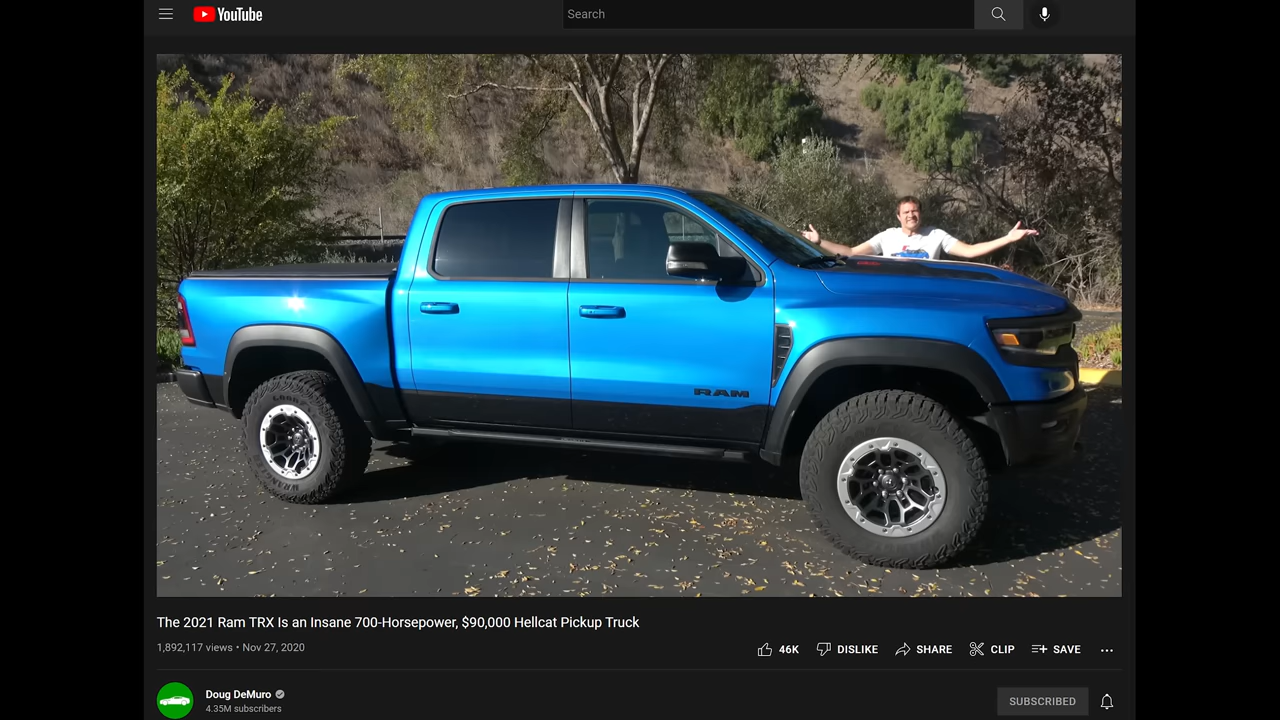 YouTube
Search
RAM
The 2021 Ram TRX Is an Insane 700-Horsepower, $90,000 Hellcat Pickup Truck
1,892,117 views • Nov 27, 2020
46K DISLIKE SHARE CLIP SAVE
Doug DeMuro
4.35M subscribers
SUBSCRIBED